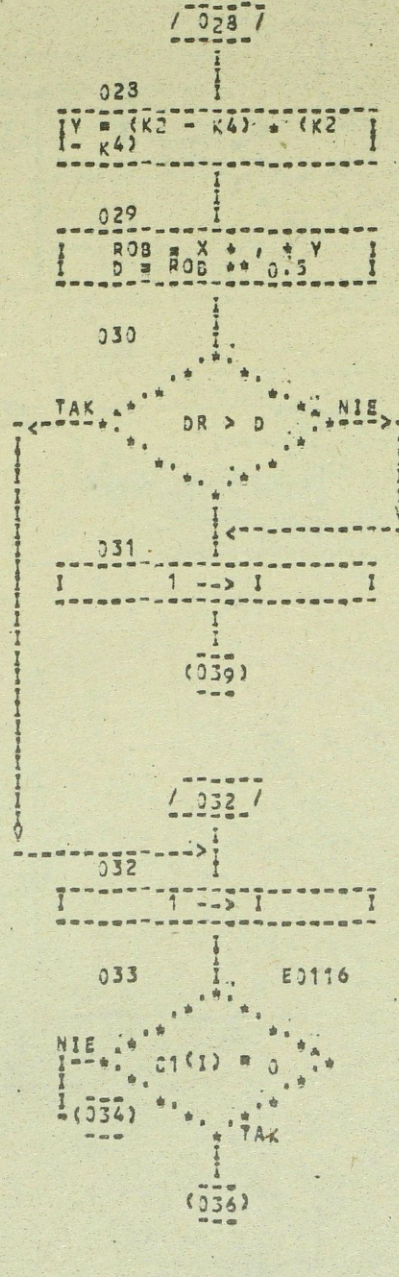 / 028 /
028
Y = (K2 - K4) * (K2
- K4)
029
ROB = X * , * Y
D = ROB ** 0.5
030
TAK
DR > D
NIE
031
1 --> I
(039)
/ 032 /
032
1 --> I
033
E0116
NIE
C1(I) = 0
(034)
TAK
(036)